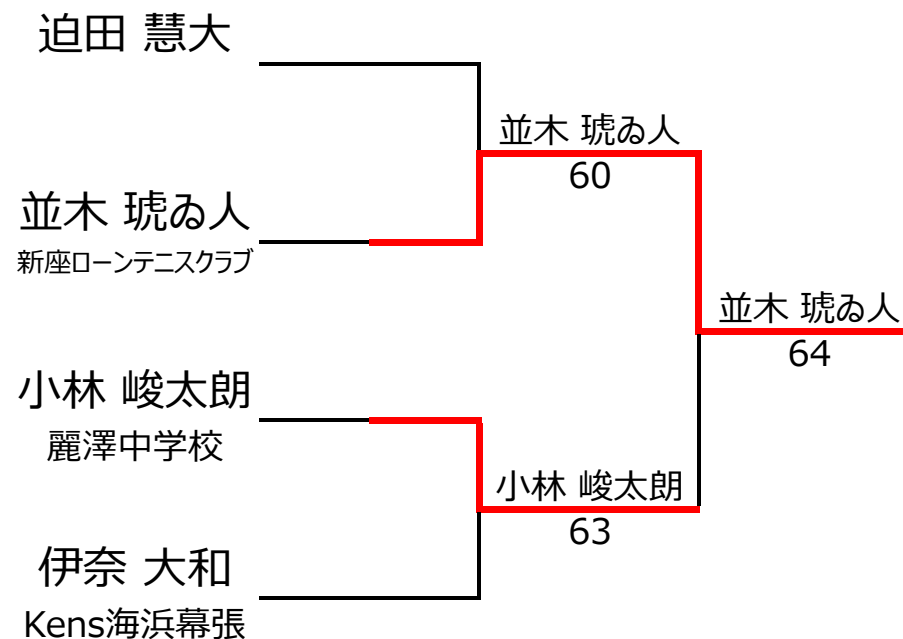 迫田 慧大
並木 琥ゐ人
新座ローンテニスクラブ
小林 峻太朗
麗澤中学校
伊奈 大和
Kens海浜幕張
並木 琥ゐ人
60
小林 峻太朗
63
並木 琥ゐ人
64